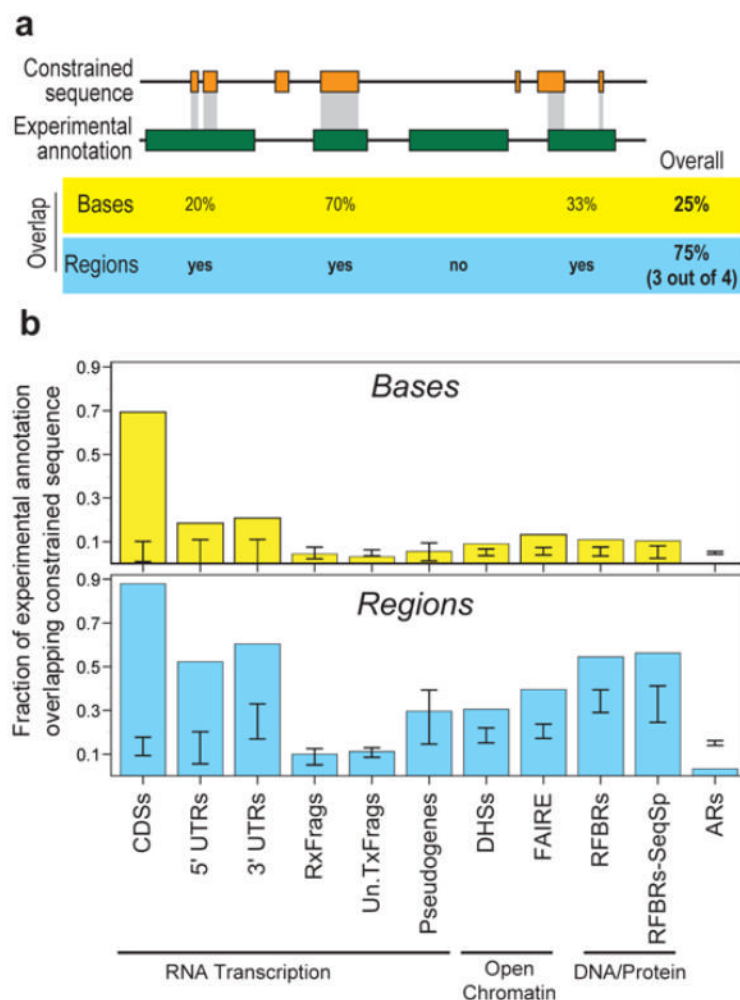 a
Constrained
sequence
Experimental
annotation
Overall
Overlap
Bases 20% 70% 33% 25%
Regions yes yes no yes 75%
(3 out of 4)
b
Fraction of experimental annotation
overlapping constrained sequence
Bases
0.9
0.7
0.5
0.3
0.1
Regions
0.9
0.7
0.5
0.3
0.1
CDSs
5' UTRs
3' UTRs
RxFrags
Un.TxFrags
Pseudogenes
DHSs
FAIRE
RFBRs
RFBRs-SeqSp
ARs
RNA Transcription
Open
Chromatin
DNA/Protein